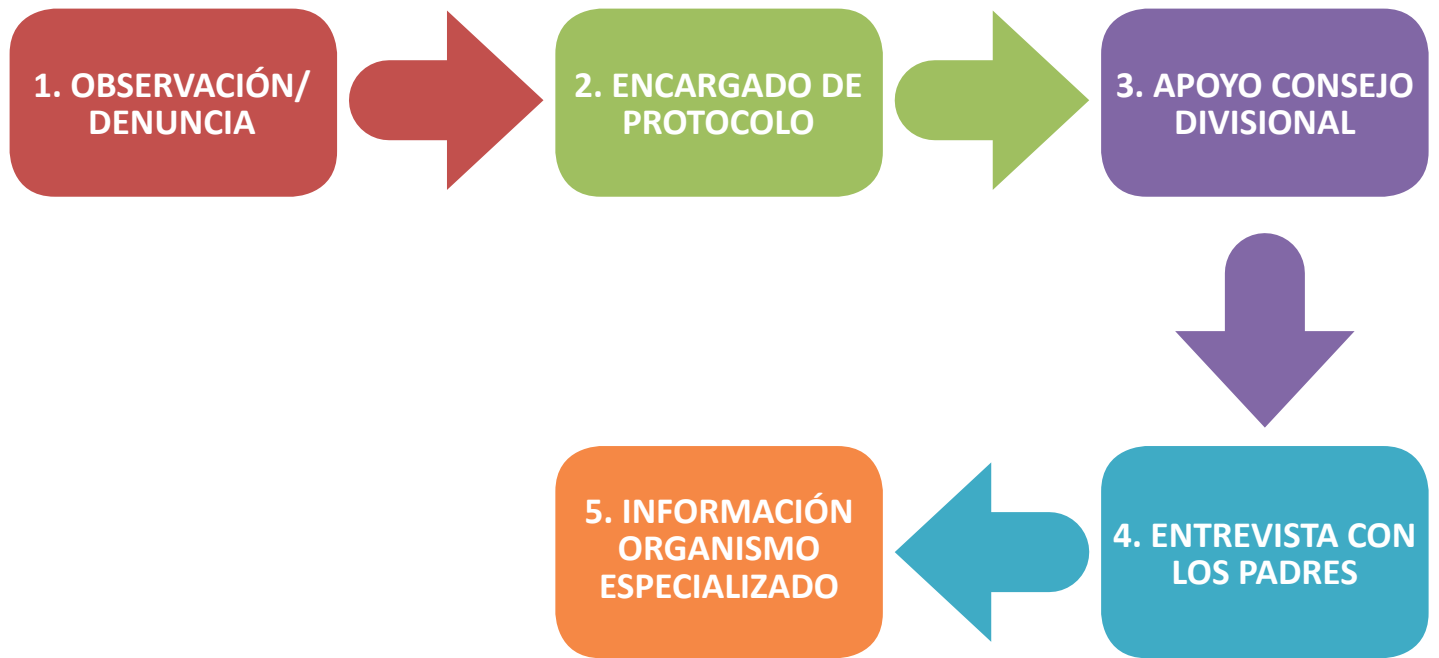 1. OBSERVACIÓN/
DENUNCIA
2. ENCARGADO DE
PROTOCOLO
3. APOYO CONSEJO
DIVISIONAL
4. ENTREVISTA CON
LOS PADRES
5. INFORMACIÓN
ORGANISMO
ESPECIALIZADO